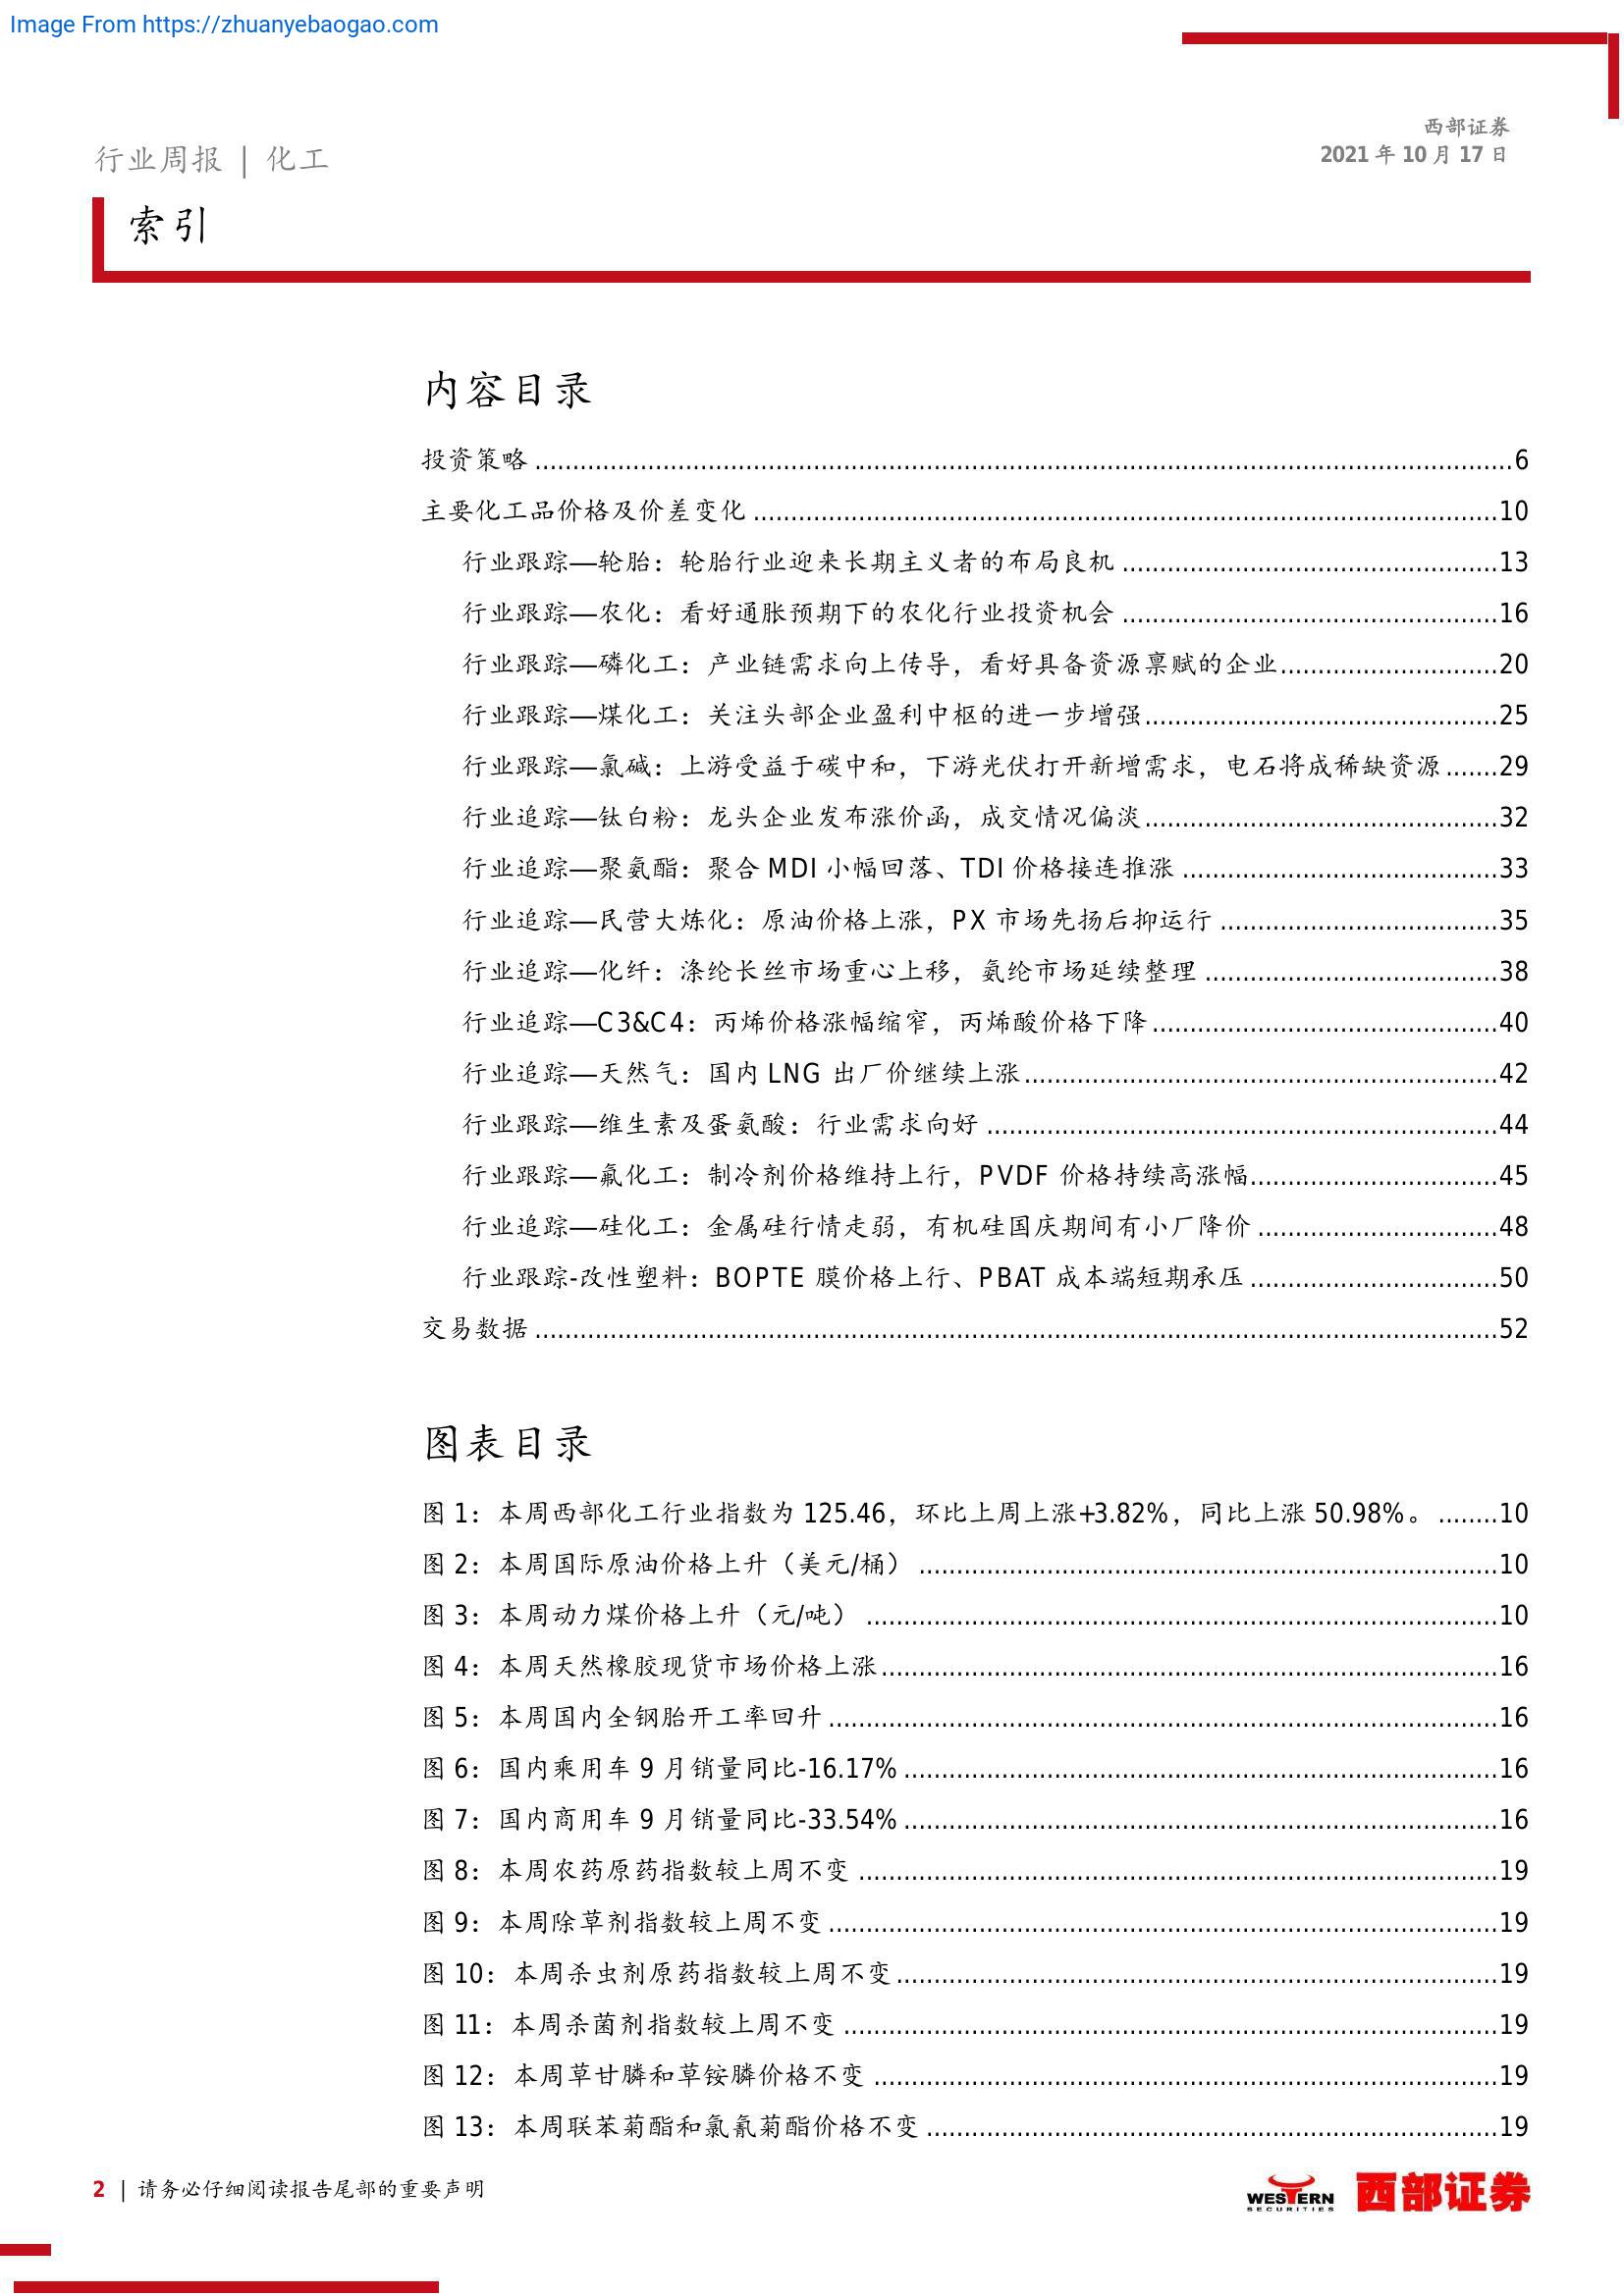 Image From https://zhuanyebaogao.com
西部证券
2021 年 10 月 17 日
行业周报 | 化工
索引
内容目录
投资策略 ........ 6
主要化工品价格及价差变化 ........ 10
行业跟踪—轮胎：轮胎行业迎来长期主义者的布局良机 ........ 13
行业跟踪—农化：看好通胀预期下的农化行业投资机会 ........ 16
行业跟踪—磷化工：产业链需求向上传导，看好具备资源禀赋的企业 ........ 20
行业跟踪—煤化工：关注头部企业盈利中枢的进一步增强 ........ 25
行业跟踪—氯碱：上游受益于碳中和，下游光伏打开新增需求，电石将成稀缺资源 ....... 29
行业追踪—钛白粉：龙头企业发布涨价函，成交情况偏淡 ........ 32
行业追踪—聚氨酯：聚合 MDI 小幅回落、TDI 价格接连推涨 ........ 33
行业追踪—民营大炼化：原油价格上涨，PX 市场先扬后抑运行 ........ 35
行业追踪—化纤：涤纶长丝市场重心上移，氨纶市场延续整理 ........ 38
行业追踪—C3&C4：丙烯价格涨幅缩窄，丙烯酸价格下降 ........ 40
行业追踪—天然气：国内 LNG 出厂价继续上涨 ........ 42
行业跟踪—维生素及蛋氨酸：行业需求向好 ........ 44
行业跟踪—氟化工：制冷剂价格维持上行，PVDF 价格持续高涨幅 ........ 45
行业追踪—硅化工：金属硅行情走弱，有机硅国庆期间有小厂降价 ........ 48
行业跟踪-改性塑料：BOPTE 膜价格上行、PBAT 成本端短期承压 ........ 50
交易数据 ........ 52
图表目录
图 1：本周西部化工行业指数为 125.46，环比上周上涨+3.82%，同比上涨 50.98%。 ........ 10
图 2：本周国际原油价格上升（美元/桶） ........ 10
图 3：本周动力煤价格上升（元/吨） ........ 10
图 4：本周天然橡胶现货市场价格上涨 ........ 16
图 5：本周国内全钢胎开工率回升 ........ 16
图 6：国内乘用车 9 月销量同比-16.17% ........ 16
图 7：国内商用车 9 月销量同比-33.54% ........ 16
图 8：本周农药原药指数较上周不变 ........ 19
图 9：本周除草剂指数较上周不变 ........ 19
图 10：本周杀虫剂原药指数较上周不变 ........ 19
图 11：本周杀菌剂指数较上周不变 ........ 19
图 12：本周草甘膦和草铵膦价格不变 ........ 19
图 13：本周联苯菊酯和氯氰菊酯价格不变 ........ 19
2 | 请务必仔细阅读报告尾部的重要声明
WESTERN
SECURITIES
西部证券